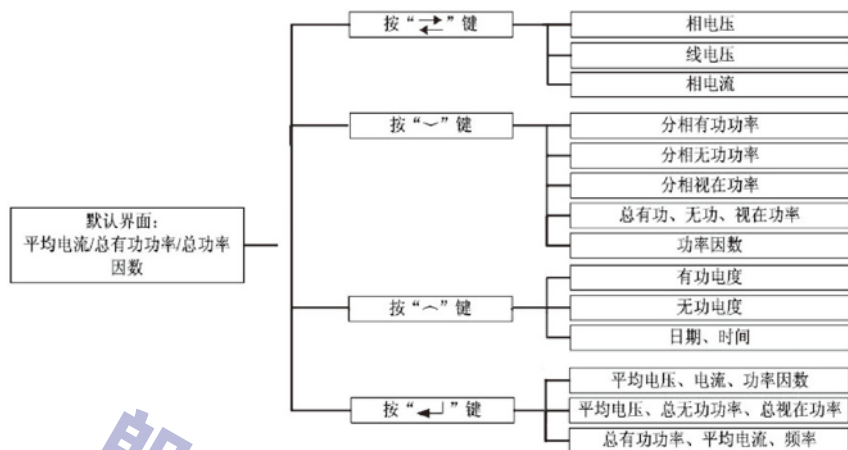 默认界面:
平均电流/总有功功率/总功率
因数
按“⇄”键
相电压
线电压
相电流
按“﹀”键
分相有功功率
分相无功功率
分相视在功率
总有功、无功、视在功率
功率因数
按“︿”键
有功电度
无功电度
日期、时间
按“↵”键
平均电压、电流、功率因数
平均电压、总无功功率、总视在功率
总有功功率、平均电流、频率